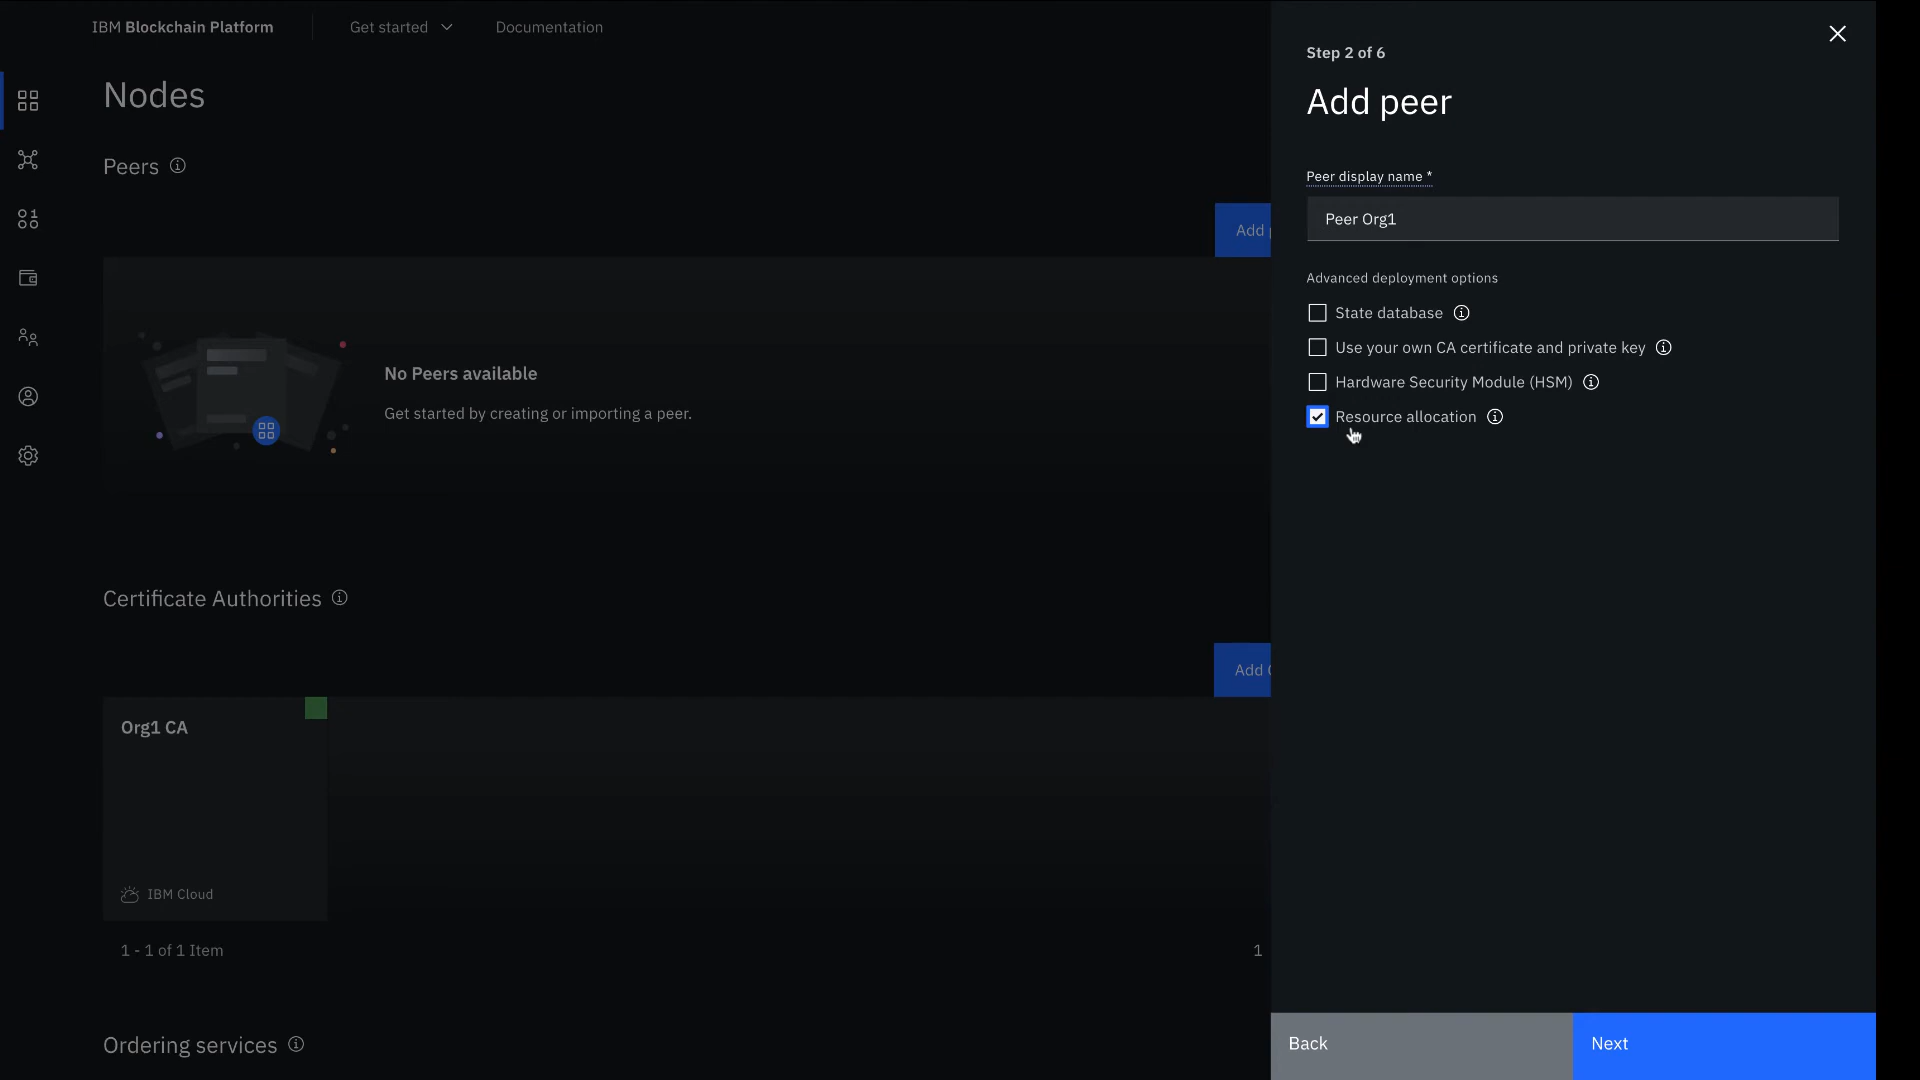 IBM Blockchain Platform
Get started
Documentation
Nodes
Peers
Add
No Peers available
Get started by creating or importing a peer.
Certificate Authorities
Add
Org1 CA
IBM Cloud
1 - 1 of 1 Item
1
Ordering services
Step 2 of 6
Add peer
Peer display name *
Peer Org1
Advanced deployment options
State database
Use your own CA certificate and private key
Hardware Security Module (HSM)
Resource allocation
Back
Next